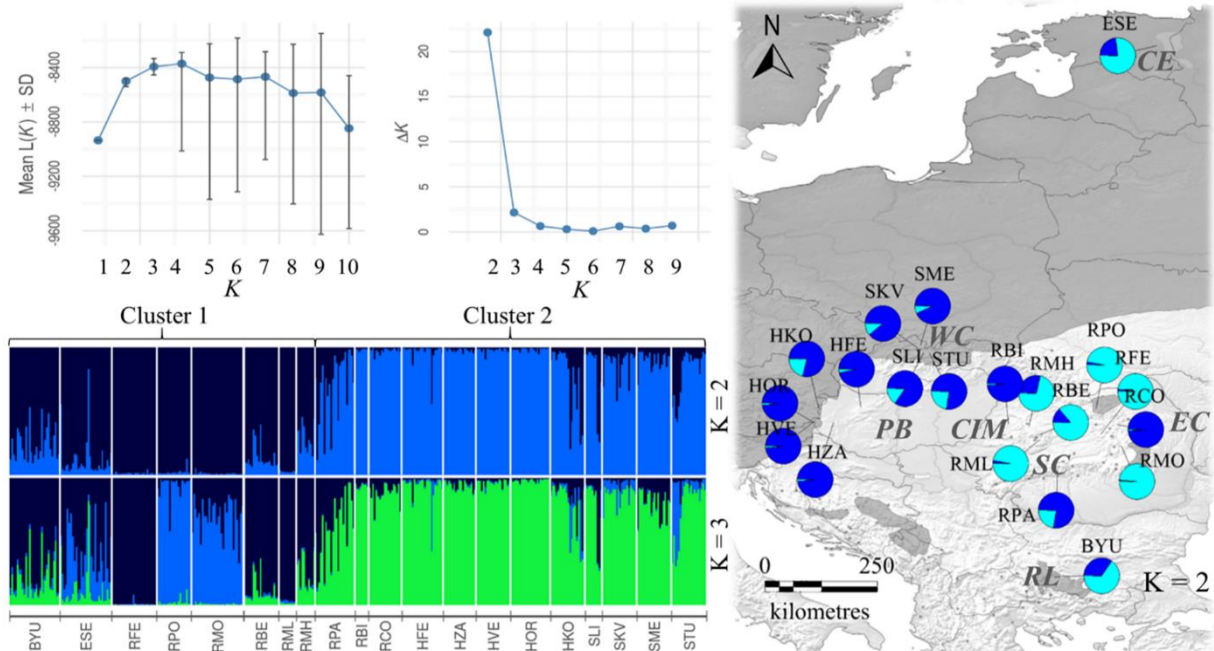 Mean L(K) ± SD
-8400
-8800
-9200
-9600
1 2 3 4 5 6 7 8 9 10
K
ΔK
20
15
10
5
0
2 3 4 5 6 7 8 9
K
Cluster 1
Cluster 2
K = 2
K = 3
BYU
ESE
RFE
RPO
RMO
RBE
RML
RMH
RPA
RBI
RCO
HFE
HZA
HVE
HOR
HKO
SLI
SKV
SME
STU
N
ESE
CE
SME
SKV
WC
HKO
HFE
SLI
STU
RBI
RMH
RPO
RFE
RBE
RCO
HOR
EC
HVE
PB
CIM
HZA
RML
SC
RMO
RPA
BYU
RL
K = 2
0 250
kilometres